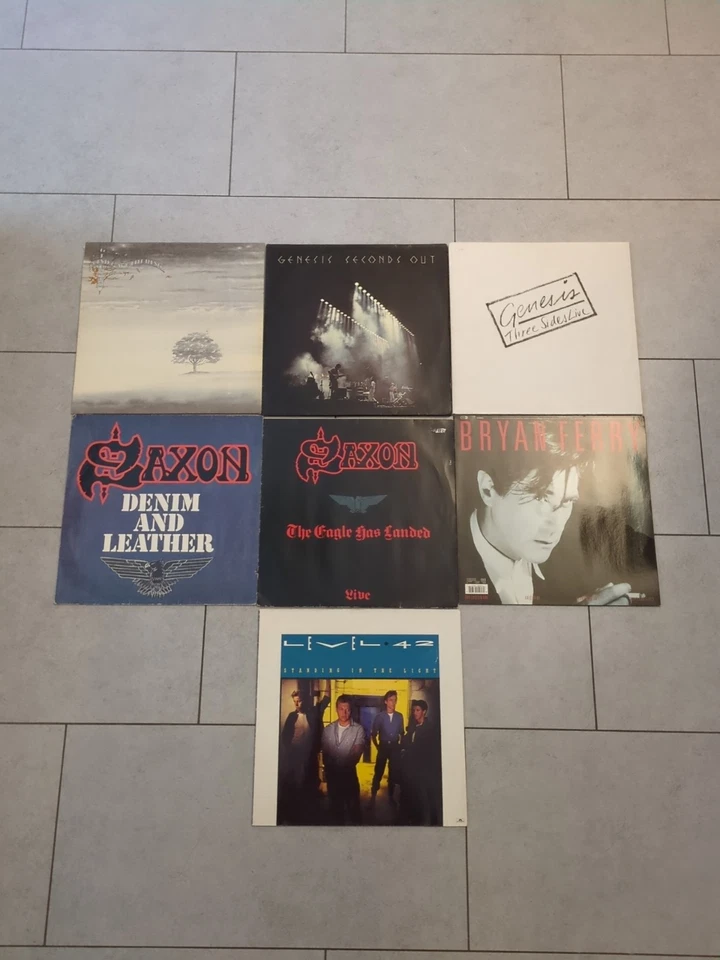 GENESIS SECONDS OUT
Genesis
Three Sides Live
SAXON
DENIM
AND
LEATHER
SAXON
The Eagle Has Landed
Live
BRYAN FERRY
LEVEL·42
STANDING IN THE LIGHT